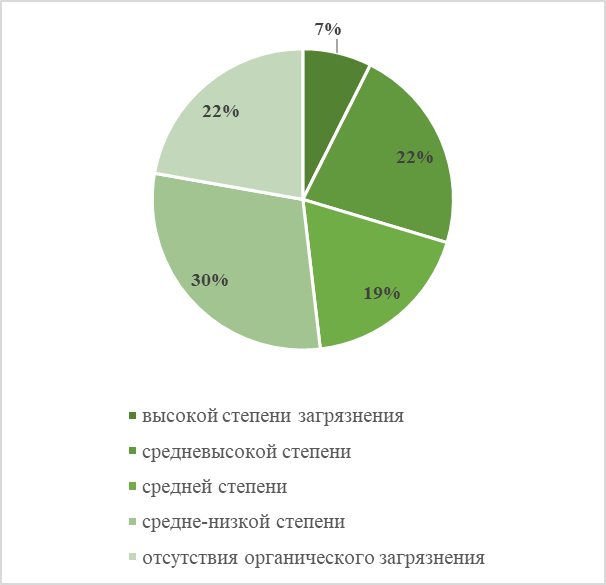 7%
22%
22%
19%
30%
высокой степени загрязнения
средневысокой степени
средней степени
средне-низкой степени
отсутствия органического загрязнения